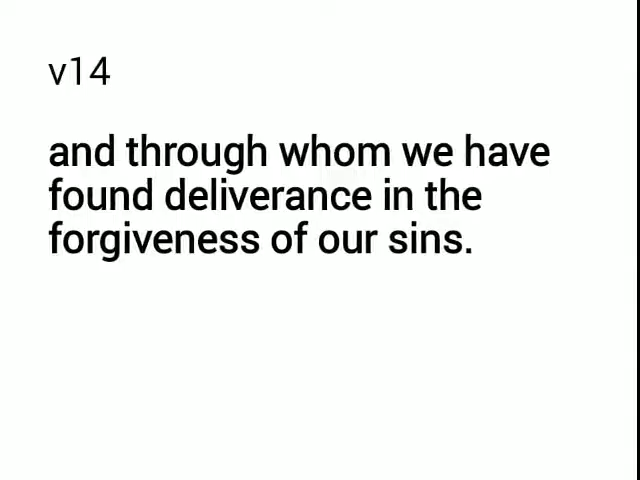 v14
and through whom we have
found deliverance in the
forgiveness of our sins.